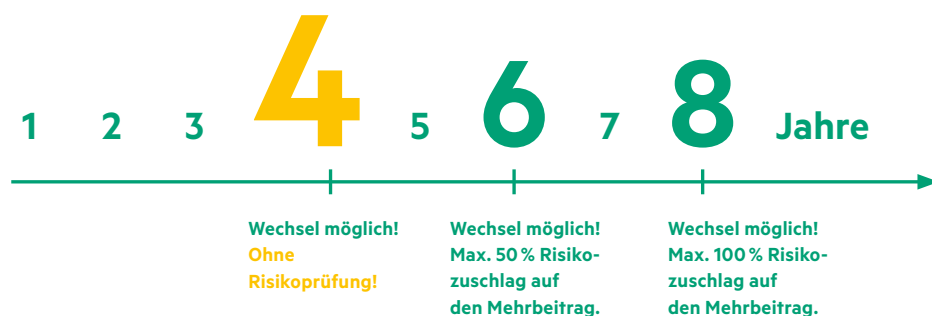 1 2 3 4 5 6 7 8 Jahre
Wechsel möglich!
Ohne
Risikoprüfung!
Wechsel möglich!
Max. 50 % Risiko-
zuschlag auf
den Mehrbeitrag.
Wechsel möglich!
Max. 100 % Risiko-
zuschlag auf
den Mehrbeitrag.